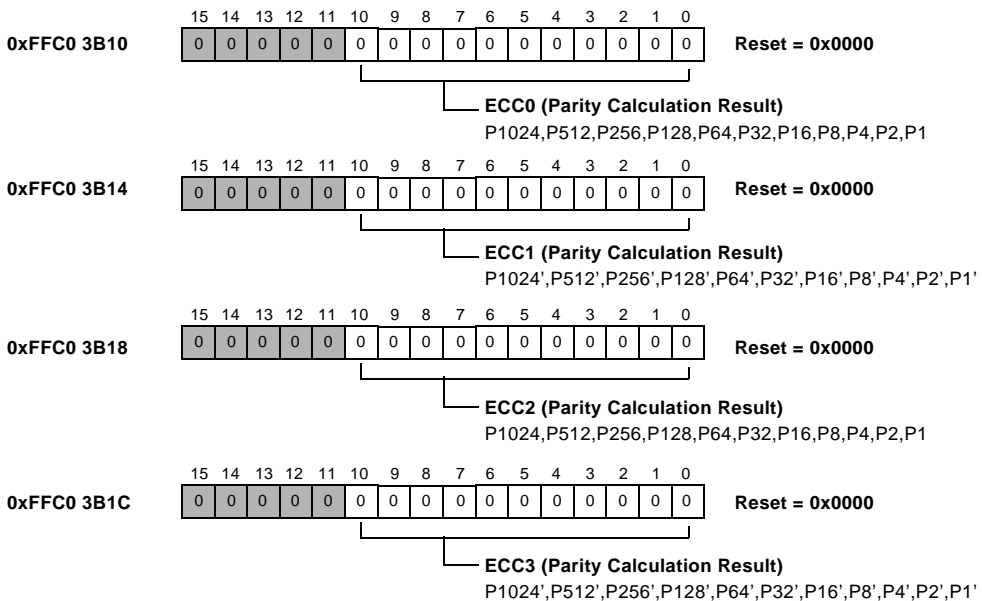 15 14 13 12 11 10 9 8 7 6 5 4 3 2 1 0
0xFFC0 3B10 0 0 0 0 0 0 0 0 0 0 0 0 0 0 0 0 Reset = 0x0000
ECC0 (Parity Calculation Result)
P1024,P512,P256,P128,P64,P32,P16,P8,P4,P2,P1
15 14 13 12 11 10 9 8 7 6 5 4 3 2 1 0
0xFFC0 3B14 0 0 0 0 0 0 0 0 0 0 0 0 0 0 0 0 Reset = 0x0000
ECC1 (Parity Calculation Result)
P1024’,P512’,P256’,P128’,P64’,P32’,P16’,P8’,P4’,P2’,P1’
15 14 13 12 11 10 9 8 7 6 5 4 3 2 1 0
0xFFC0 3B18 0 0 0 0 0 0 0 0 0 0 0 0 0 0 0 0 Reset = 0x0000
ECC2 (Parity Calculation Result)
P1024,P512,P256,P128,P64,P32,P16,P8,P4,P2,P1
15 14 13 12 11 10 9 8 7 6 5 4 3 2 1 0
0xFFC0 3B1C 0 0 0 0 0 0 0 0 0 0 0 0 0 0 0 0 Reset = 0x0000
ECC3 (Parity Calculation Result)
P1024’,P512’,P256’,P128’,P64’,P32’,P16’,P8’,P4’,P2’,P1’